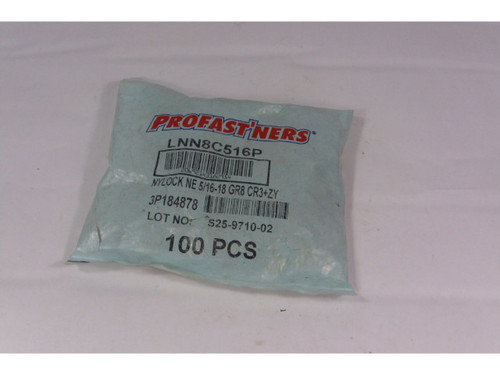 PROFAST'NERS
LNN8C516P
NYLOCK NE 5/16-18 GR8 CR3+ZY
3P184878
LOT NO: S25-9710-02
100 PCS